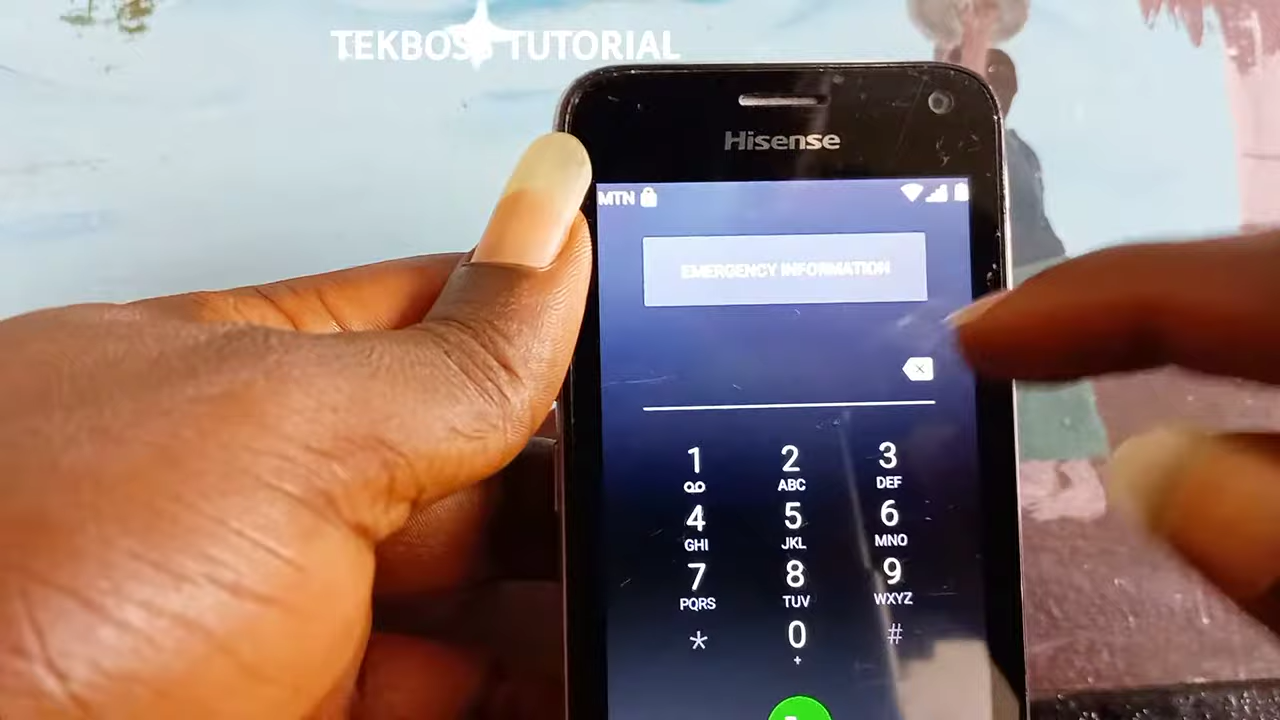 TEKBOSS TUTORIAL
Hisense
MTN
EMERGENCY INFORMATION
1 2 3
ABC DEF
4 5 6
GHI JKL MNO
7 8 9
PQRS TUV WXYZ
* 0 #
+